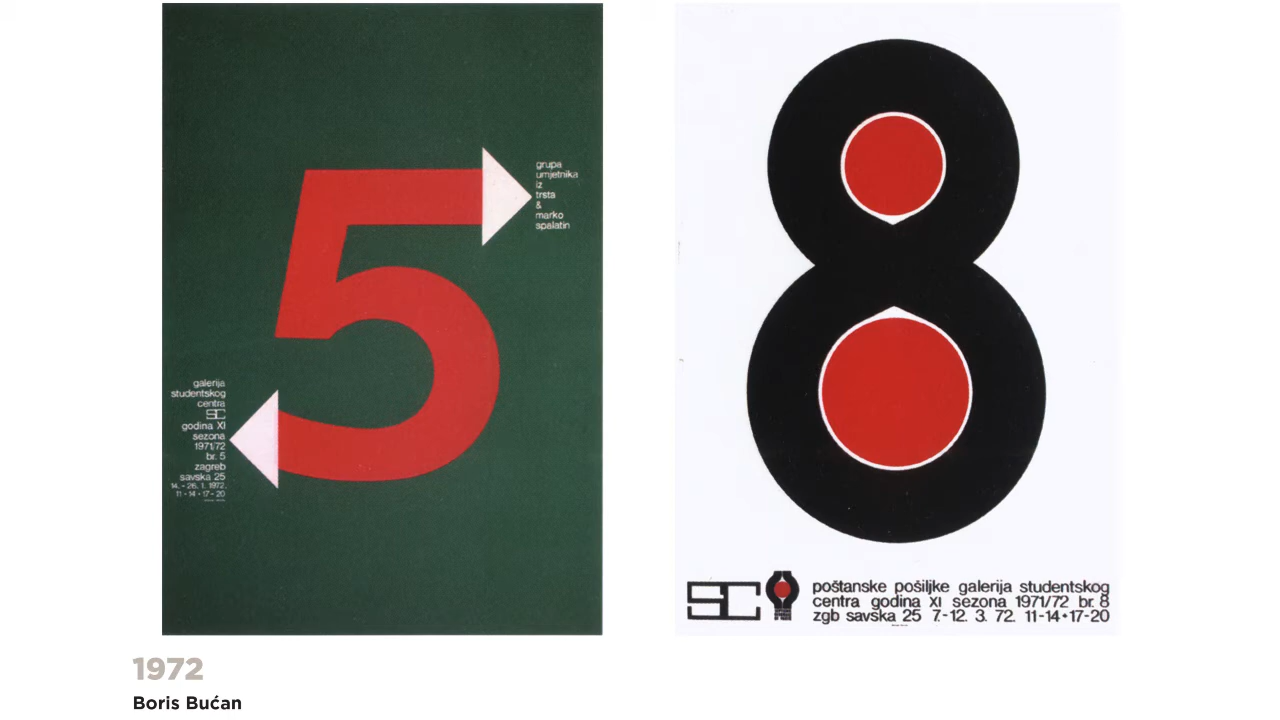 5
grupa
umjetnika
iz
trsta
&
marko
spalatin
galerija
studentskog
centra
SC
godina XI
sezona
1971/72
br. 5
zagreb
savska 25
14. - 26. 1. 1972.
11 - 14 • 17 - 20
8
SC
poštanske pošiljke galerija studentskog
centra godina XI sezona 1971/72 br. 8
zgb savska 25 7.-12. 3. 72. 11-14•17-20
1972
Boris Bućan